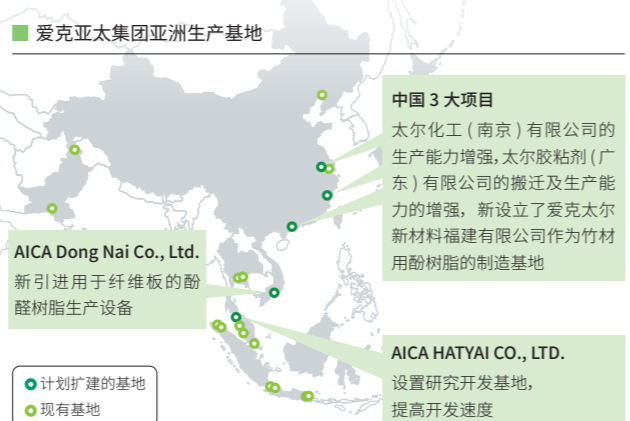 爱克亚太集团亚洲生产基地
中国 3 大项目
太尔化工 ( 南京 ) 有限公司的
生产能力增强，太尔胶粘剂 ( 广
东 ) 有限公司的搬迁及生产能
力的增强， 新设立了爱克太尔
新材料福建有限公司作为竹材
用酚树脂的制造基地
AICA Dong Nai Co., Ltd.
新引进用于纤维板的酚
醛树脂生产设备
AICA HATYAI CO., LTD.
设置研究开发基地，
提高开发速度
计划扩建的基地
现有基地